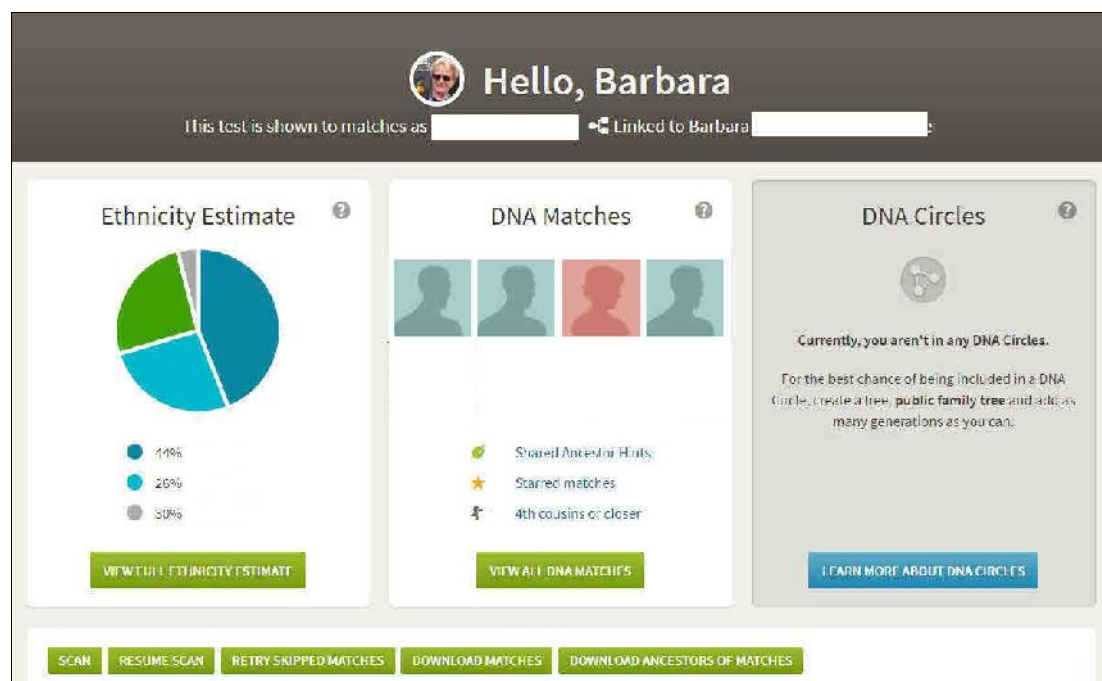 Hello, Barbara
This test is shown to matches as
Linked to Barbara
Ethnicity Estimate ?
44%
26%
30%
VIEW FULL ETHNICITY ESTIMATE
DNA Matches ?
Shared Ancestor Hints
Starred matches
4th cousins or closer
VIEW ALL DNA MATCHES
DNA Circles ?
Currently, you aren't in any DNA Circles.
For the best chance of being included in a DNA
Circle, create a tree, public family tree and add as
many generations as you can.
LEARN MORE ABOUT DNA CIRCLES
SCAN RESUME SCAN RETRY SKIPPED MATCHES DOWNLOAD MATCHES DOWNLOAD ANCESTORS OF MATCHES